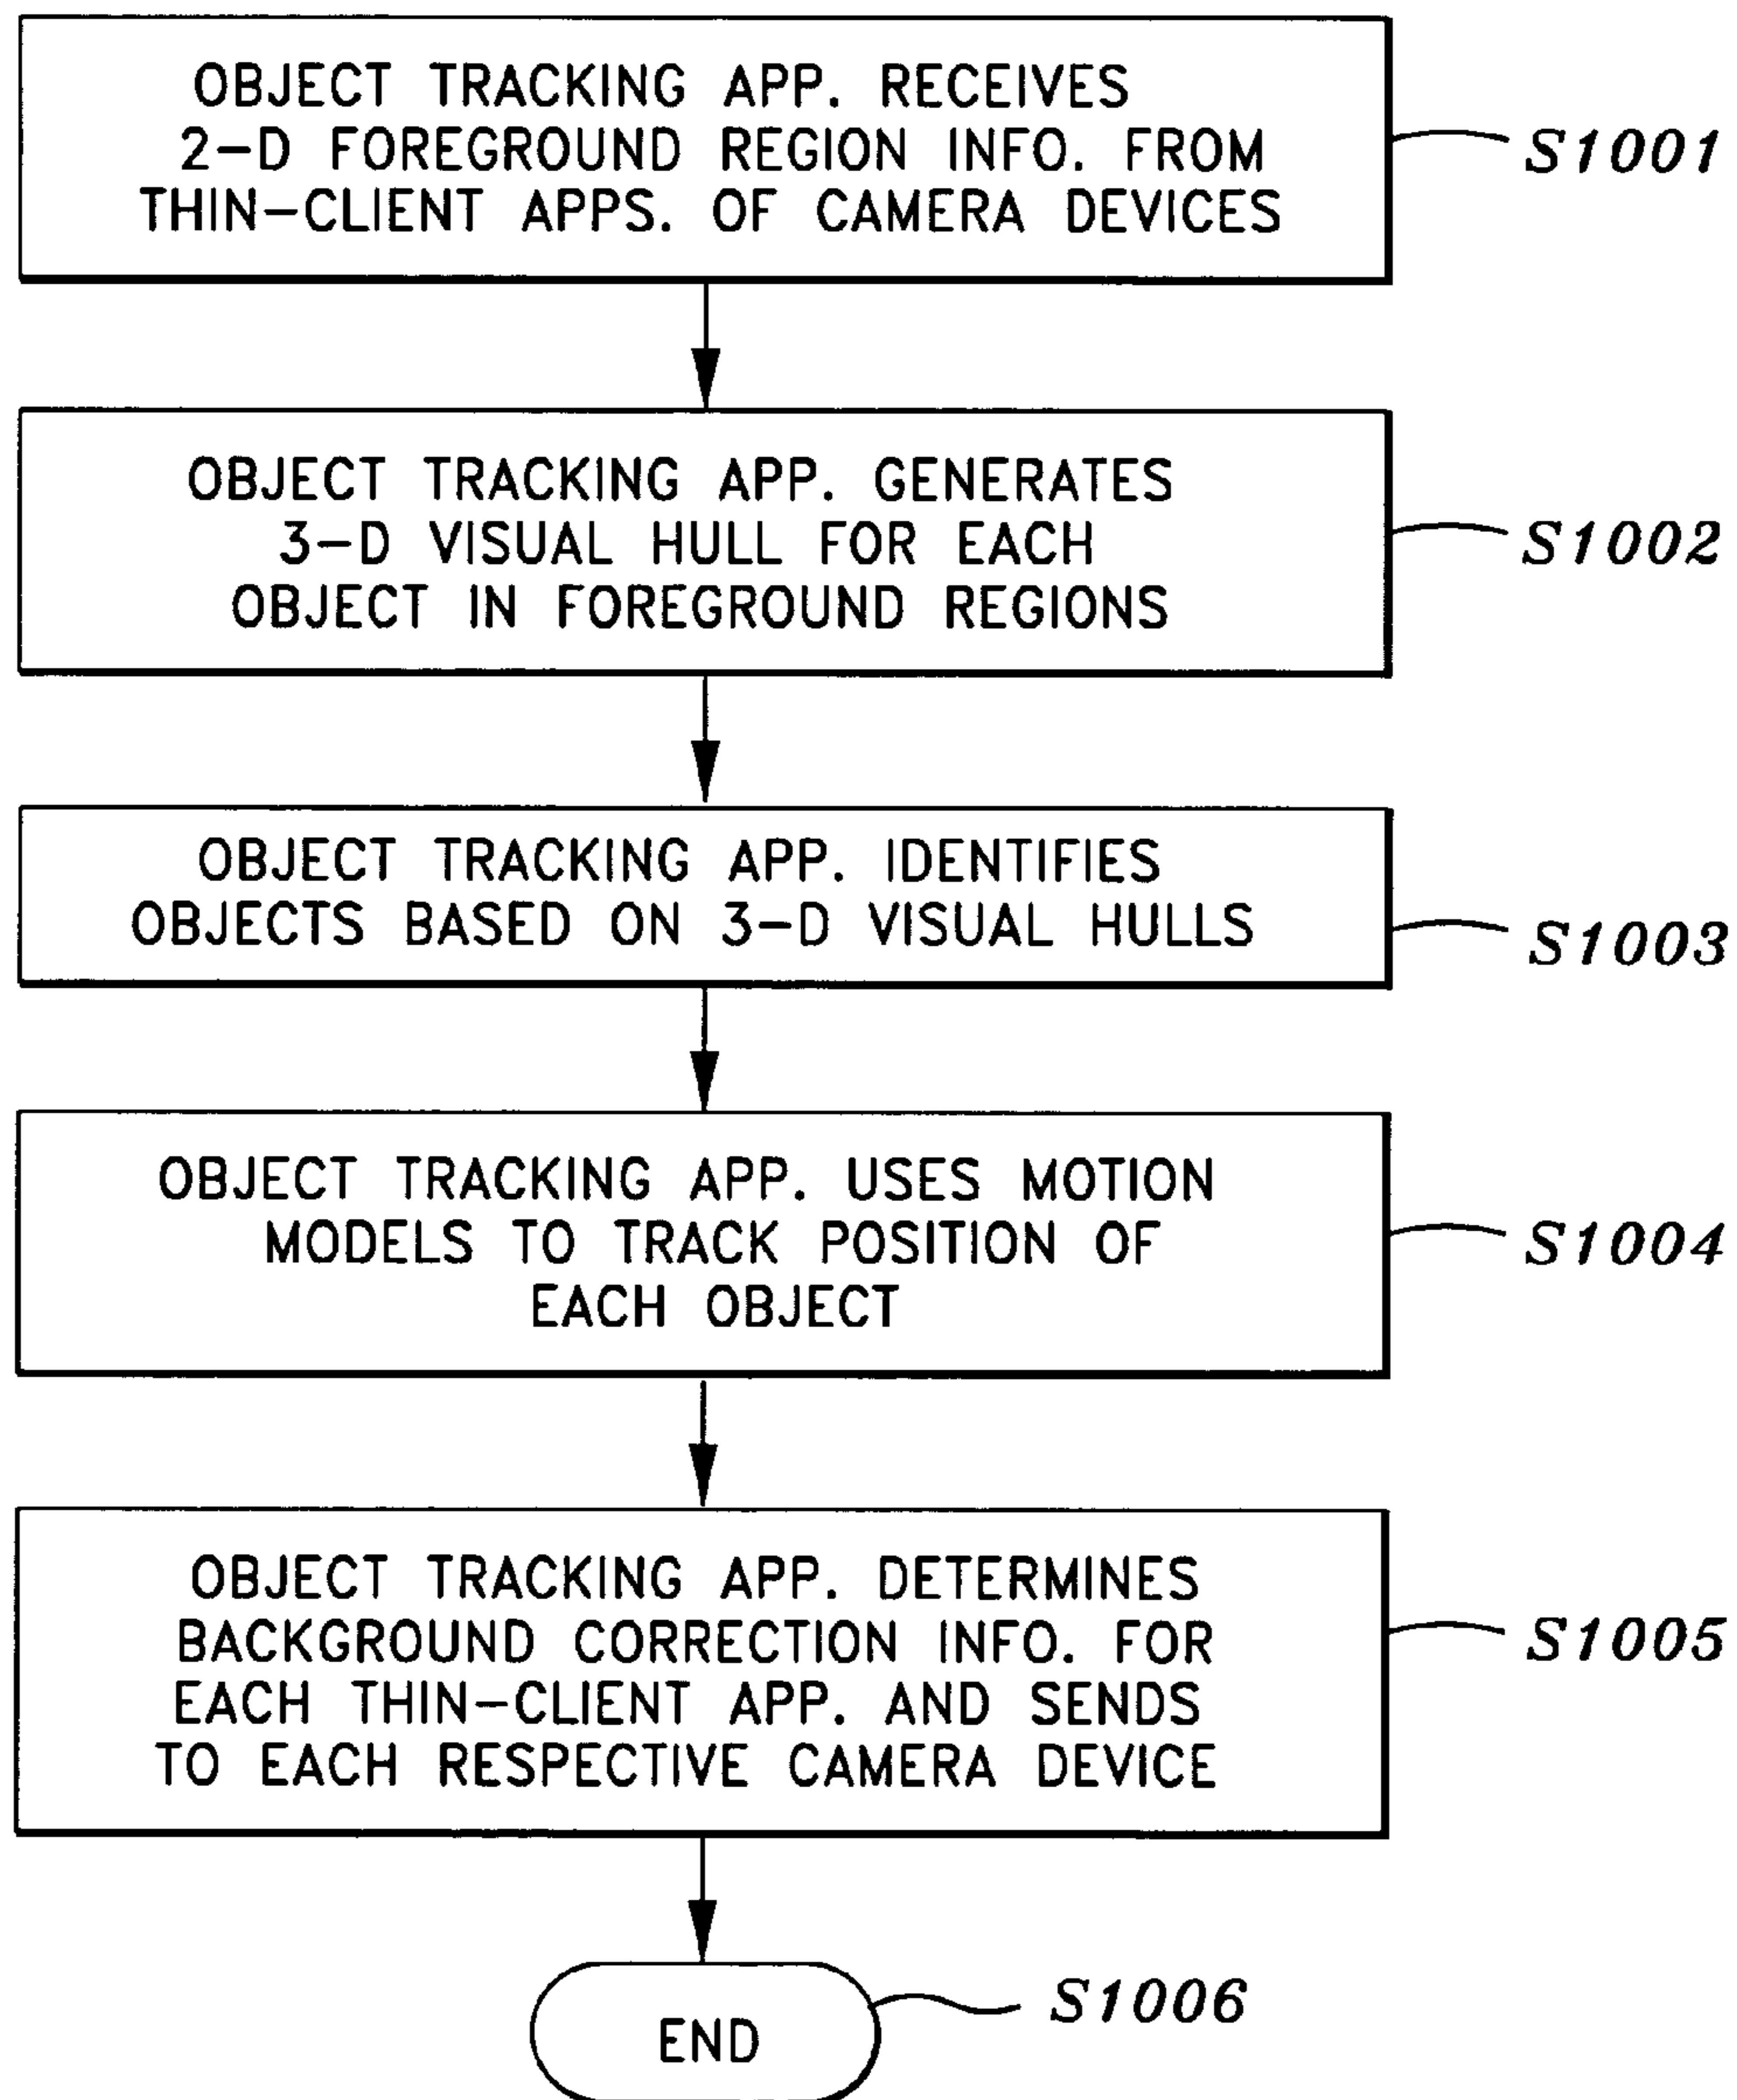 OBJECT TRACKING APP. RECEIVES
2-D FOREGROUND REGION INFO. FROM
THIN-CLIENT APPS. OF CAMERA DEVICES
S1001
OBJECT TRACKING APP. GENERATES
3-D VISUAL HULL FOR EACH
OBJECT IN FOREGROUND REGIONS
S1002
OBJECT TRACKING APP. IDENTIFIES
OBJECTS BASED ON 3-D VISUAL HULLS
S1003
OBJECT TRACKING APP. USES MOTION
MODELS TO TRACK POSITION OF
EACH OBJECT
S1004
OBJECT TRACKING APP. DETERMINES
BACKGROUND CORRECTION INFO. FOR
EACH THIN-CLIENT APP. AND SENDS
TO EACH RESPECTIVE CAMERA DEVICE
S1005
END
S1006